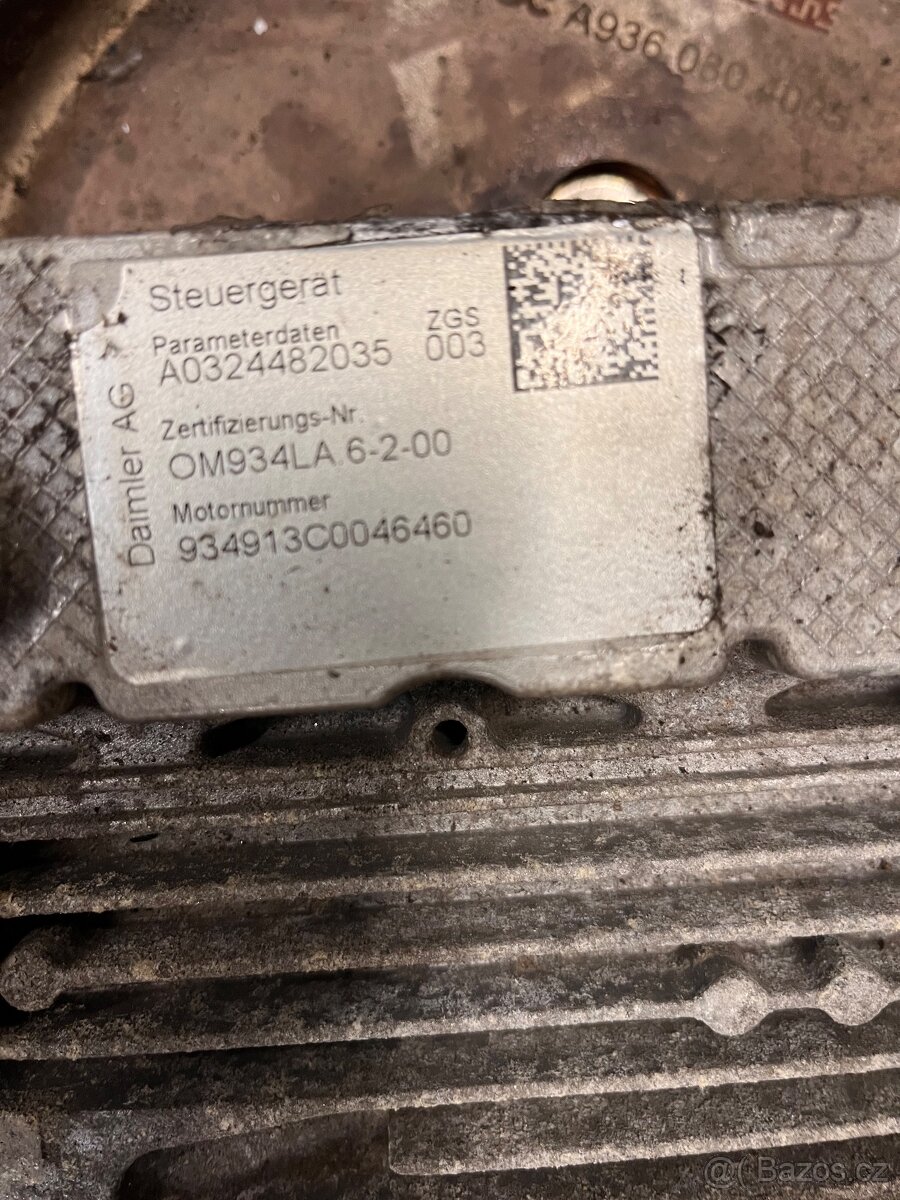 A936 080 4005
Steuergerät
Parameterdaten ZGS
A0324482035 003
Zertifizierungs-Nr.
OM934LA.6-2-00
Motornummer
934913C0046460
Daimler AG
@ Bazoš.cz